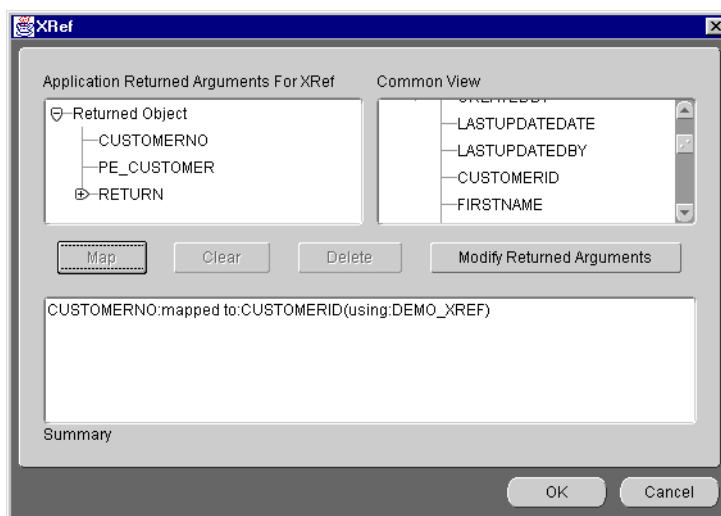 XRef
Application Returned Arguments For XRef
Common View
Returned Object
CUSTOMERNO
PE_CUSTOMER
RETURN
CREATEDBY
LASTUPDATEDATE
LASTUPDATEDBY
CUSTOMERID
FIRSTNAME
Map
Clear
Delete
Modify Returned Arguments
CUSTOMERNO:mapped to:CUSTOMERID(using:DEMO_XREF)
Summary
OK
Cancel